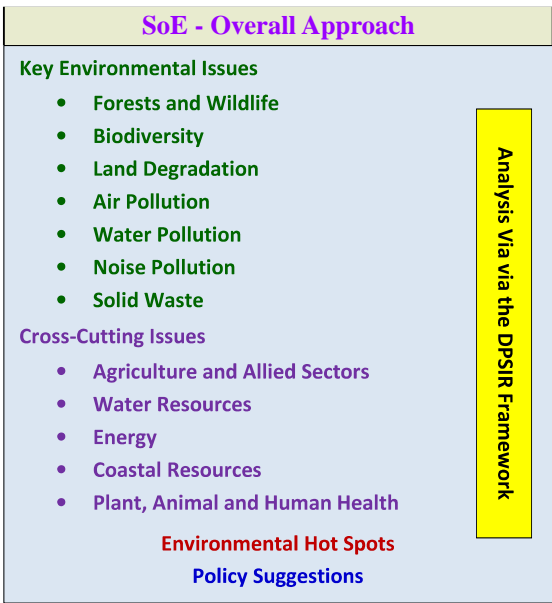 SoE - Overall Approach
Key Environmental Issues
• Forests and Wildlife
• Biodiversity
• Land Degradation
• Air Pollution
• Water Pollution
• Noise Pollution
• Solid Waste
Cross-Cutting Issues
• Agriculture and Allied Sectors
• Water Resources
• Energy
• Coastal Resources
• Plant, Animal and Human Health
Environmental Hot Spots
Policy Suggestions
Analysis Via via the DPSIR Framework